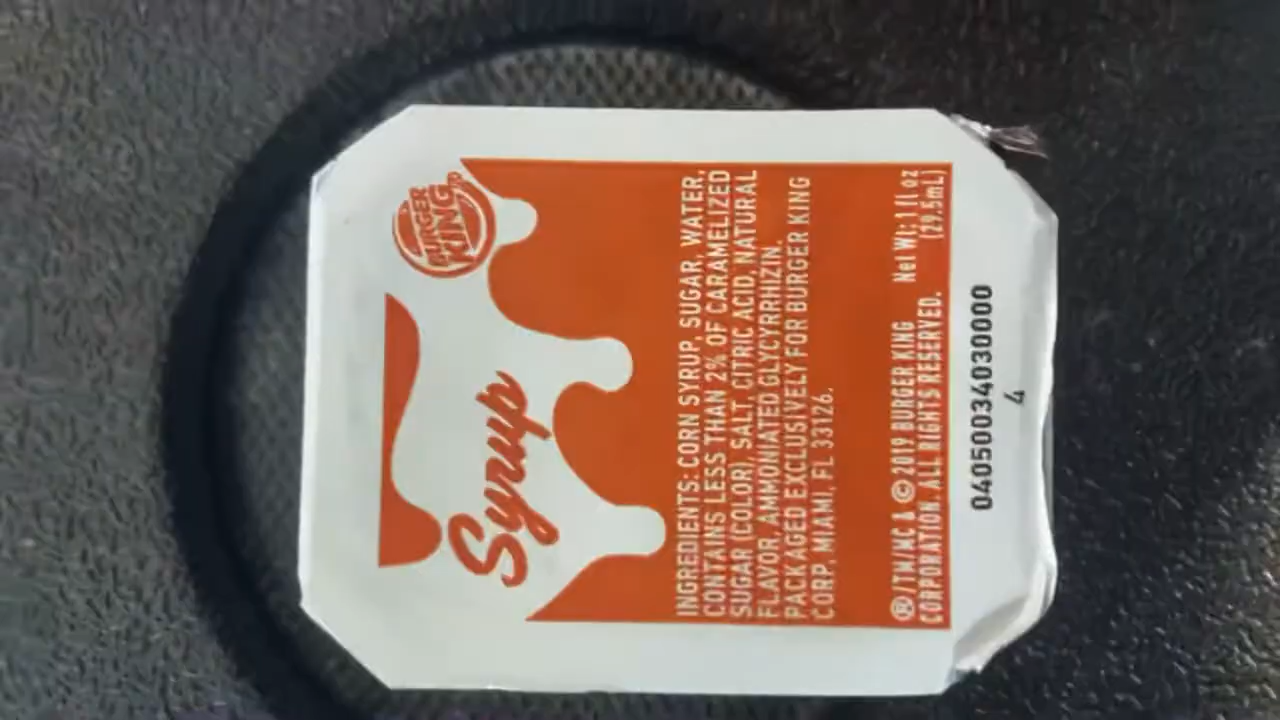 BURGER
KING®
Syrup
INGREDIENTS: CORN SYRUP, SUGAR, WATER,
CONTAINS LESS THAN 2% OF CARAMELIZED
SUGAR (COLOR), SALT, CITRIC ACID, NATURAL
FLAVOR, AMMONIATED GLYCYRRHIZIN.
PACKAGED EXCLUSIVELY FOR BURGER KING
CORP, MIAMI, FL 33126.
®/TM/MC & © 2019 BURGER KING
CORPORATION. ALL RIGHTS RESERVED.
Net Wt: 1 fl oz
(29.5mL)
0405003403000​0
4